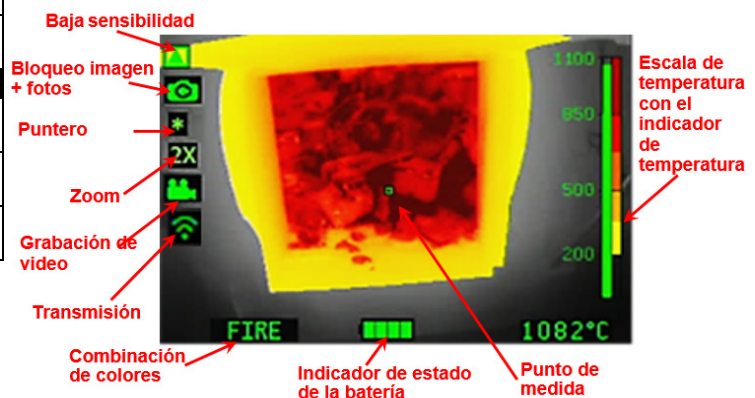 Baja sensibilidad
Bloqueo imagen
+ fotos
Puntero
Zoom
Grabación de
video
Transmisión
Combinación
de colores
2X
FIRE
1100
850
500
200
1082°C
Escala de
temperatura
con el
indicador
de
temperatura
Indicador de estado
de la batería
Punto de
medida